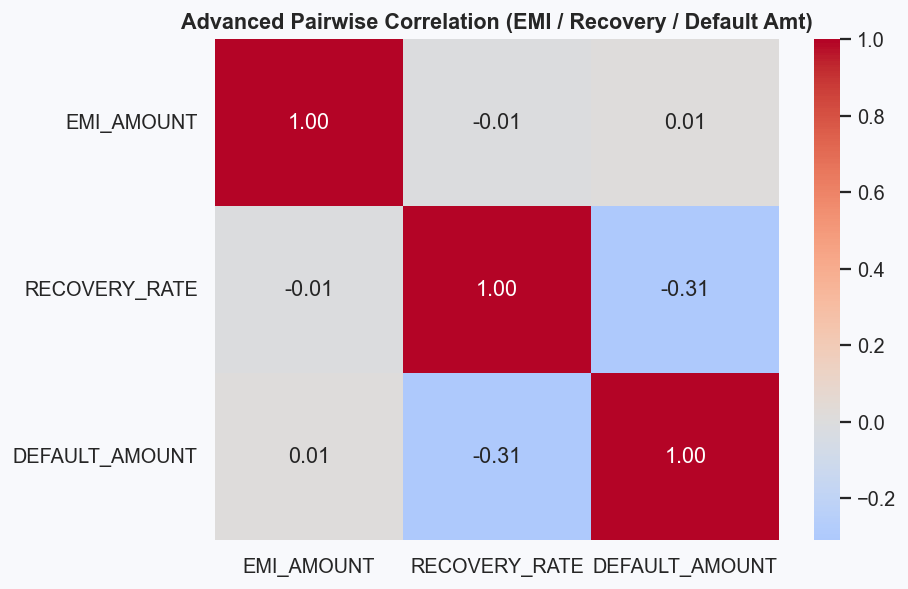 Advanced Pairwise Correlation (EMI / Recovery / Default Amt)
EMI_AMOUNT
1.00
-0.01
0.01
RECOVERY_RATE
-0.01
1.00
-0.31
DEFAULT_AMOUNT
0.01
-0.31
1.00
EMI_AMOUNT
RECOVERY_RATE
DEFAULT_AMOUNT
1.0
0.8
0.6
0.4
0.2
0.0
−0.2